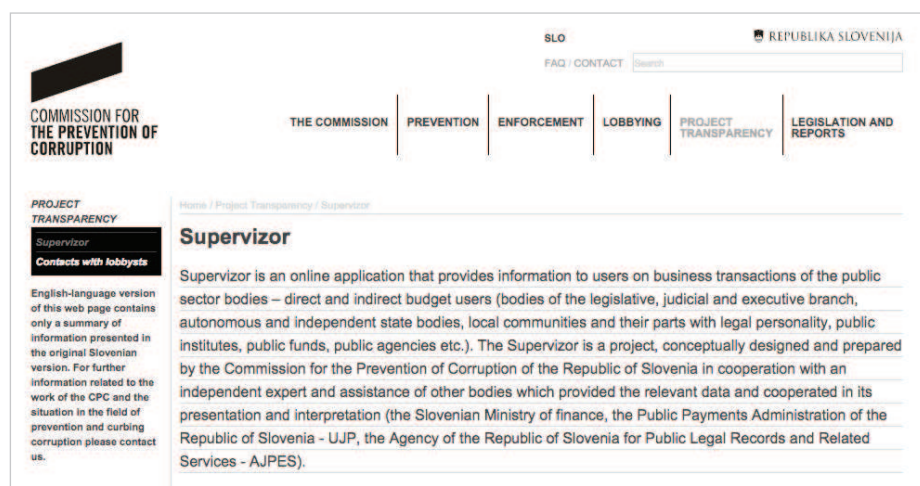 SLO
REPUBLIKA SLOVENIJA
FAQ / CONTACT
Search
COMMISSION FOR
THE PREVENTION OF
CORRUPTION
THE COMMISSION
PREVENTION
ENFORCEMENT
LOBBYING
PROJECT
TRANSPARENCY
LEGISLATION AND
REPORTS
PROJECT
TRANSPARENCY
Supervizor
Contacts with lobbysts
English-language version
of this web page contains
only a summary of
information presented in
the original Slovenian
version. For further
information related to the
work of the CPC and the
situation in the field of
prevention and curbing
corruption please contact
us.
Home / Project Transparency / Supervizor
Supervizor
Supervizor is an online application that provides information to users on business transactions of the public
sector bodies – direct and indirect budget users (bodies of the legislative, judicial and executive branch,
autonomous and independent state bodies, local communities and their parts with legal personality, public
institutes, public funds, public agencies etc.). The Supervizor is a project, conceptually designed and prepared
by the Commission for the Prevention of Corruption of the Republic of Slovenia in cooperation with an
independent expert and assistance of other bodies which provided the relevant data and cooperated in its
presentation and interpretation (the Slovenian Ministry of finance, the Public Payments Administration of the
Republic of Slovenia - UJP, the Agency of the Republic of Slovenia for Public Legal Records and Related
Services - AJPES).